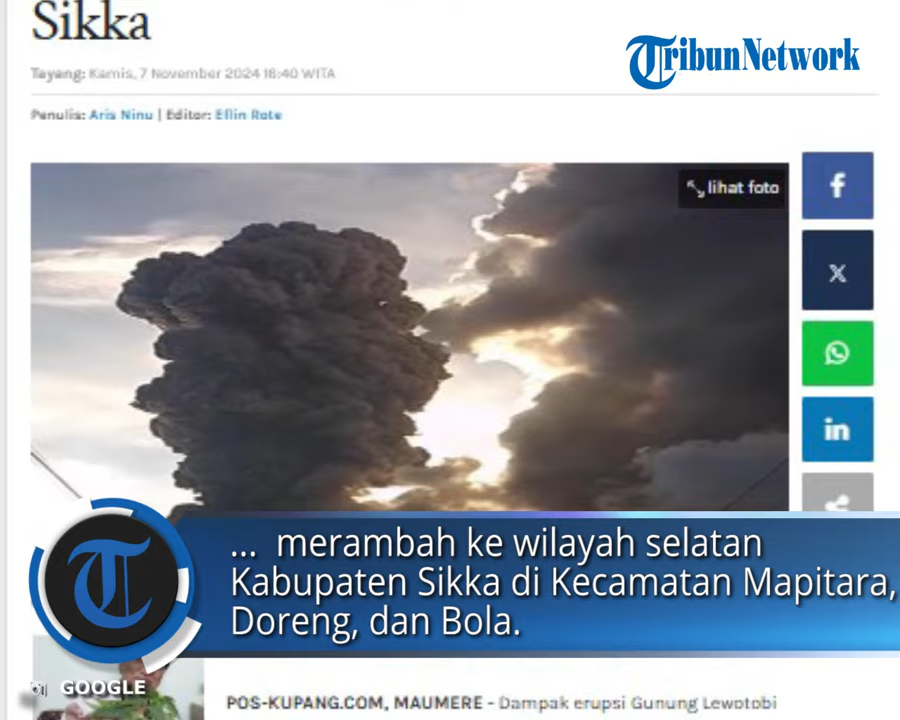 Sikka
TribunNetwork
Tayang: Kamis, 7 November 2024 16:40 WITA
Penulis: Aris Ninu | Editor: Eflin Rote
lihat foto
f
X
in
... merambah ke wilayah selatan
Kabupaten Sikka di Kecamatan Mapitara,
Doreng, dan Bola.
T
GOOGLE
POS-KUPANG.COM, MAUMERE - Dampak erupsi Gunung Lewotobi